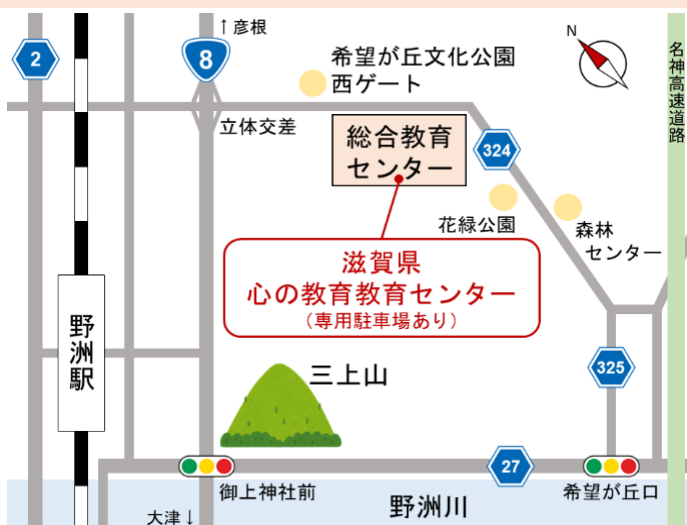 ↑彦根
2
8
希望が丘文化公園
西ゲート
N
名神高速道路
立体交差
総合教育
センター
324
花緑公園
森林
センター
滋賀県
心の教育教育センター
（専用駐車場あり）
野洲駅
三上山
325
27
御上神社前
希望が丘口
大津↓
野洲川